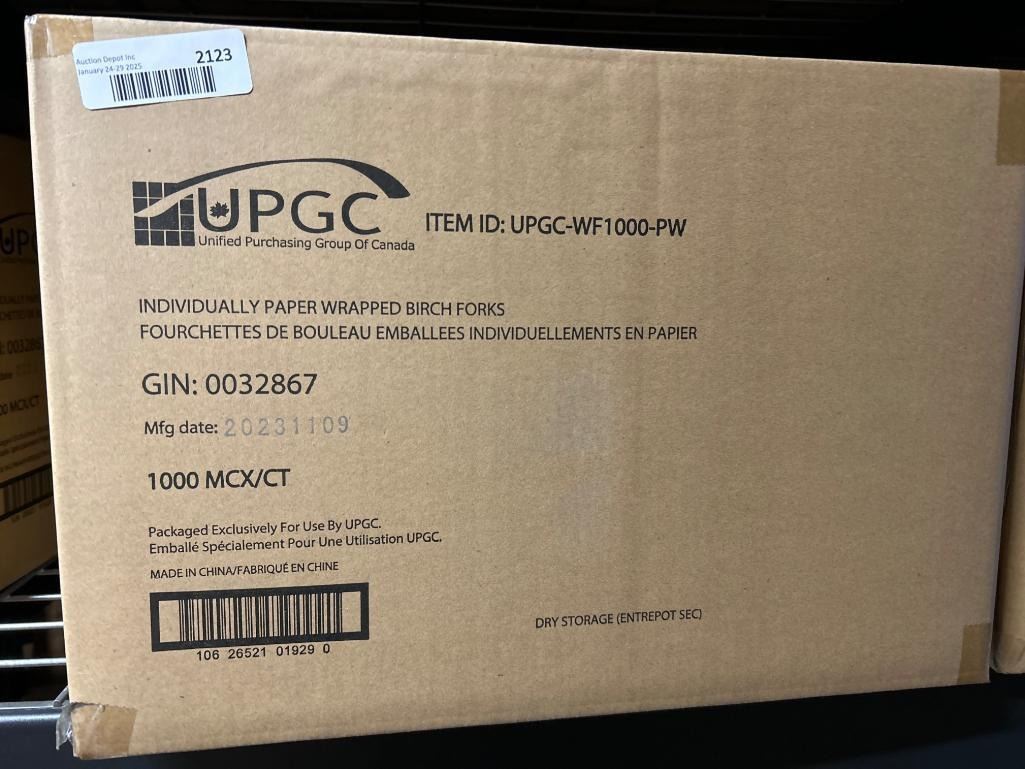 Auction Depot Inc
January 24-29 2025
2123
UPGC
Unified Purchasing Group Of Canada
ITEM ID: UPGC-WF1000-PW
INDIVIDUALLY PAPER WRAPPED BIRCH FORKS
FOURCHETTES DE BOULEAU EMBALLEES INDIVIDUELLEMENTS EN PAPIER
GIN: 0032867
Mfg date: 20231109
1000 MCX/CT
Packaged Exclusively For Use By UPGC.
Emballé Spécialement Pour Une Utilisation UPGC.
MADE IN CHINA/FABRIQUÉ EN CHINE
106 26521 01929 0
DRY STORAGE (ENTREPOT SEC)